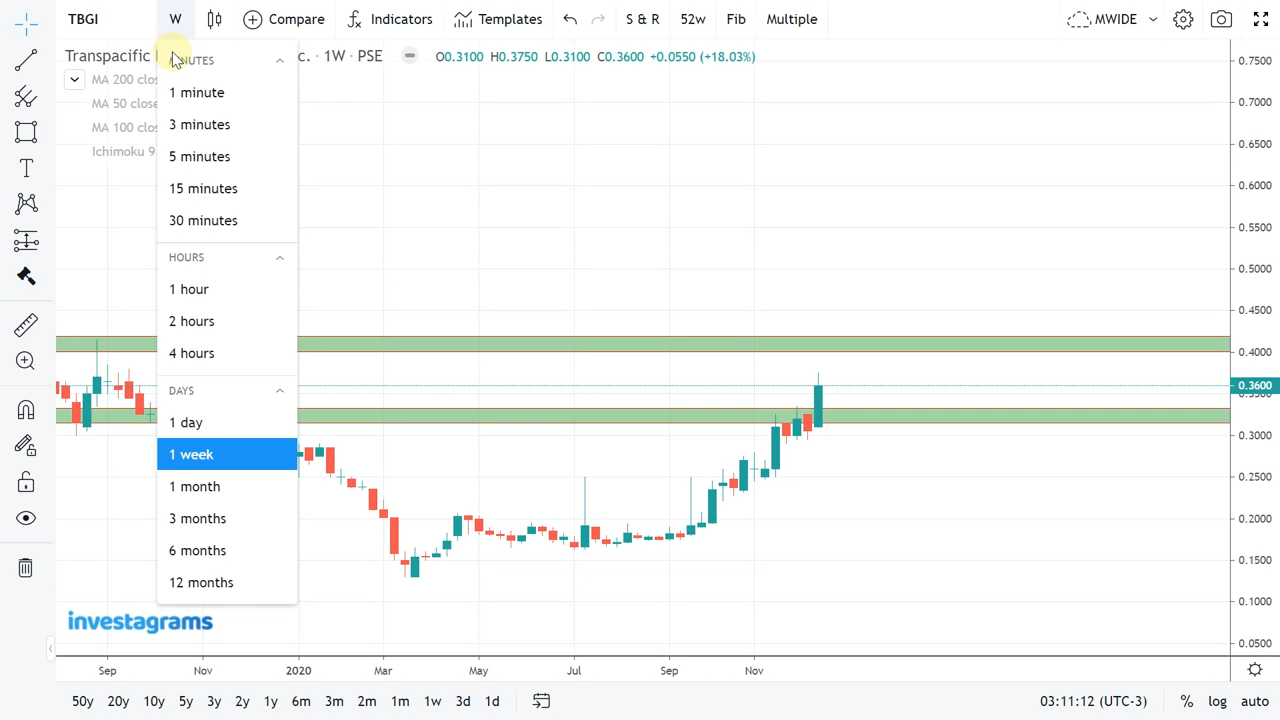 TBGI W Compare Indicators Templates S & R 52w Fib Multiple MWIDE
Transpacific c. · 1W · PSE O0.3100 H0.3750 L0.3100 C0.3600 +0.0550 (+18.03%)
MA 200 clos
MA 50 close
MA 100 clos
Ichimoku 9
1 minute
3 minutes
5 minutes
15 minutes
30 minutes
HOURS
1 hour
2 hours
4 hours
DAYS
1 day
1 week
1 month
3 months
6 months
12 months
0.7500
0.7000
0.6500
0.6000
0.5500
0.5000
0.4500
0.4000
0.3600
0.3500
0.3000
0.2500
0.2000
0.1500
0.1000
0.0500
investagrams
Sep Nov 2020 Mar May Jul Sep Nov
50y 20y 10y 5y 3y 2y 1y 6m 3m 2m 1m 1w 3d 1d 03:11:12 (UTC-3) % log auto